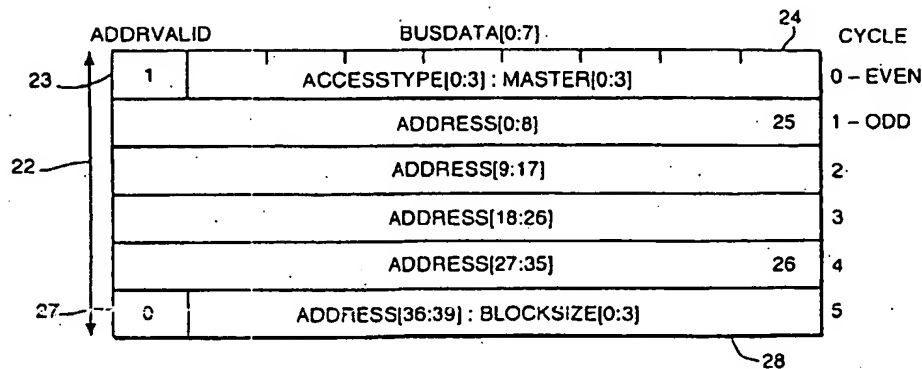 ADDRVALID BUSDATA[0:7] 24 CYCLE
23 1 ACCESSTYPE[0:3] : MASTER[0:3] 0 – EVEN
ADDRESS[0:8] 25 1 – ODD
22 ADDRESS[9:17] 2
ADDRESS[18:26] 3
ADDRESS[27:35] 26 4
27 0 ADDRESS[36:39] : BLOCKSIZE[0:3] 5
28